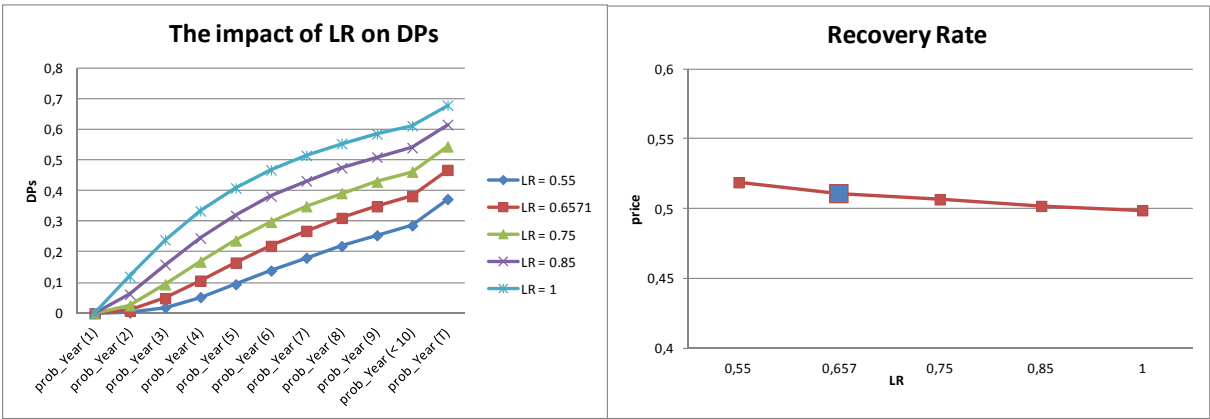 The impact of LR on DPs
0,8
0,7
0,6
0,5
0,4
0,3
0,2
0,1
0
DPs
prob_Year (1)
prob_Year (2)
prob_Year (3)
prob_Year (4)
prob_Year (5)
prob_Year (6)
prob_Year (7)
prob_Year (8)
prob_Year (9)
prob_Year (< 10)
prob_Year (T)
LR = 0.55
LR = 0.6571
LR = 0.75
LR = 0.85
LR = 1
Recovery Rate
0,6
0,55
0,5
0,45
0,4
price
0,55 0,657 0,75 0,85 1
LR